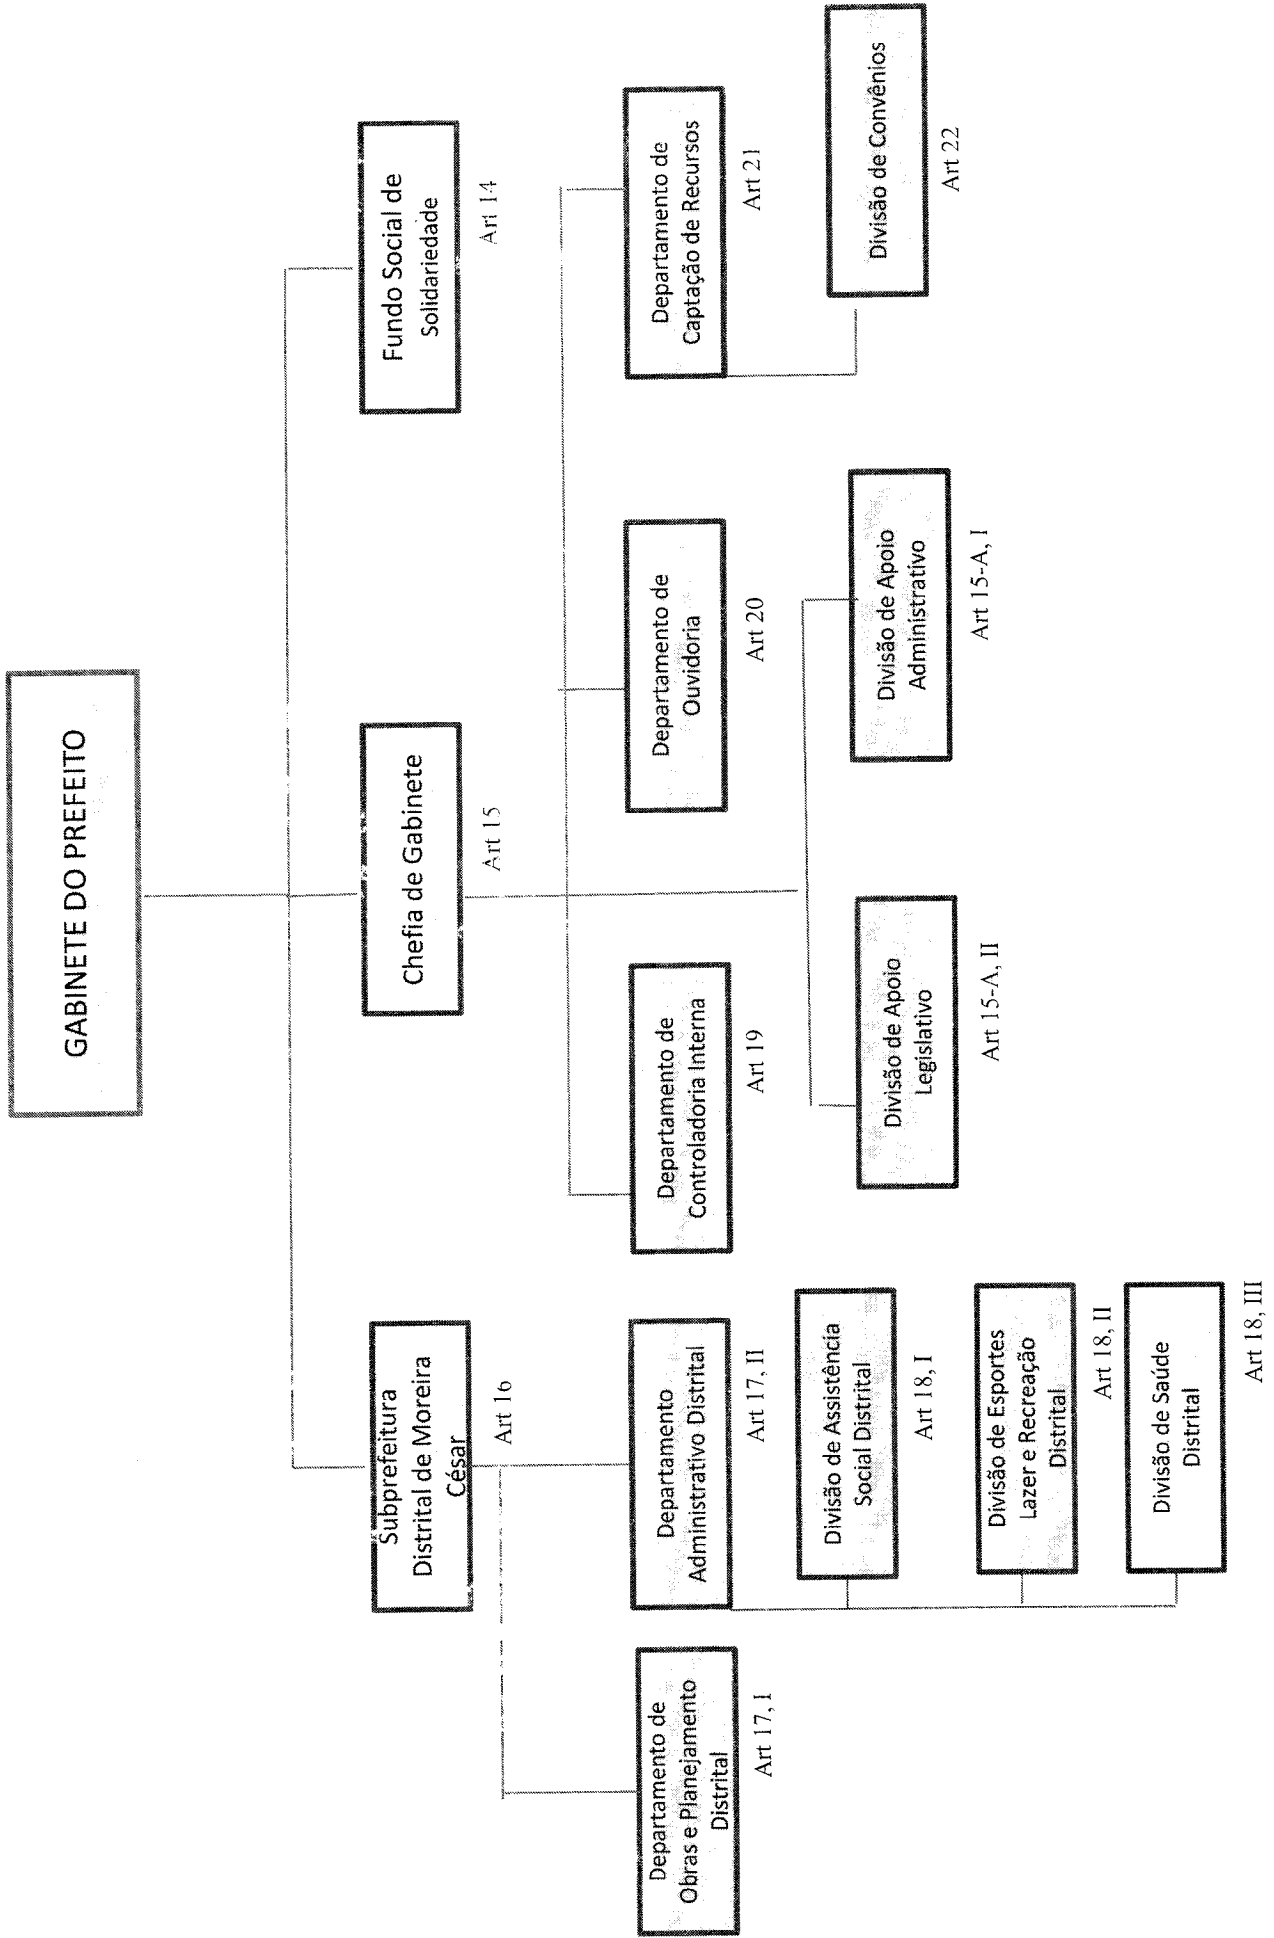 GABINETE DO PREFEITO
Subprefeitura
Distrital de Moreira
César
Art 16
Chefia de Gabinete
Art 15
Fundo Social de
Solidariedade
Art 14
Departamento de
Obras e Planejamento
Distrital
Art 17, I
Departamento
Administrativo Distrital
Art 17, II
Departamento de
Controladoria Interna
Art 19
Departamento de
Ouvidoria
Art 20
Departamento de
Captação de Recursos
Art 21
Divisão de Assistência
Social Distrital
Art 18, I
Divisão de Esportes
Lazer e Recreação
Distrital
Art 18, II
Divisão de Saúde
Distrital
Art 18, III
Divisão de Apoio
Legislativo
Art 15-A, II
Divisão de Apoio
Administrativo
Art 15-A, I
Divisão de Convênios
Art 22